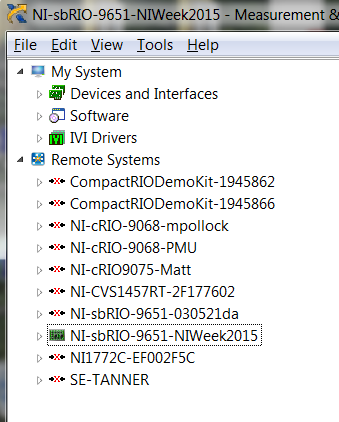 NI-sbRIO-9651-NIWeek2015 - Measurement &
File Edit View Tools Help
My System
Devices and Interfaces
Software
IVI Drivers
Remote Systems
CompactRIODemoKit-1945862
CompactRIODemoKit-1945866
NI-cRIO-9068-mpollock
NI-cRIO-9068-PMU
NI-cRIO9075-Matt
NI-CVS1457RT-2F177602
NI-sbRIO-9651-030521da
NI-sbRIO-9651-NIWeek2015
NI1772C-EF002F5C
SE-TANNER